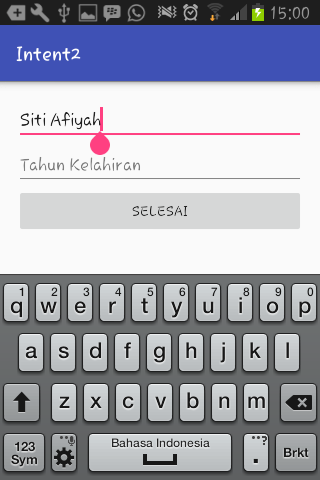 15:00
Intent2
Siti Afiyah
Tahun Kelahiran
SELESAI
1 2 3 4 5 6 7 8 9 0
q w e r t y u i o p
a s d f g h j k l
z x c v b n m
123 Sym Bahasa Indonesia . ,? Brkt